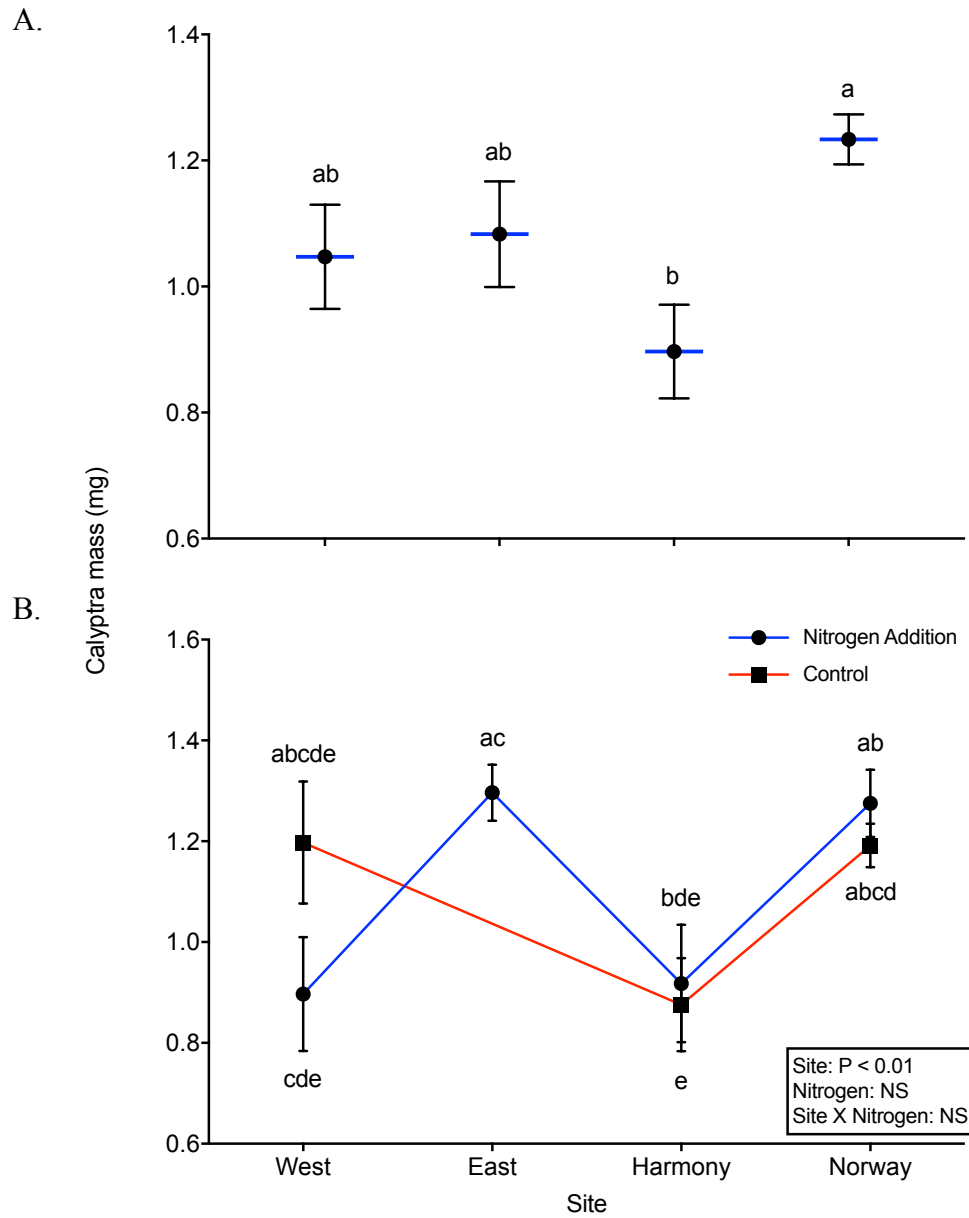 A.
1.4
1.2
1.0
0.8
0.6
ab
ab
b
a
Calyptra mass (mg)
B.
1.6
1.4
1.2
1.0
0.8
0.6
Nitrogen Addition
Control
abcde
ac
ab
bde
abcd
cde
e
Site: P < 0.01
Nitrogen: NS
Site X Nitrogen: NS
West
East
Harmony
Norway
Site